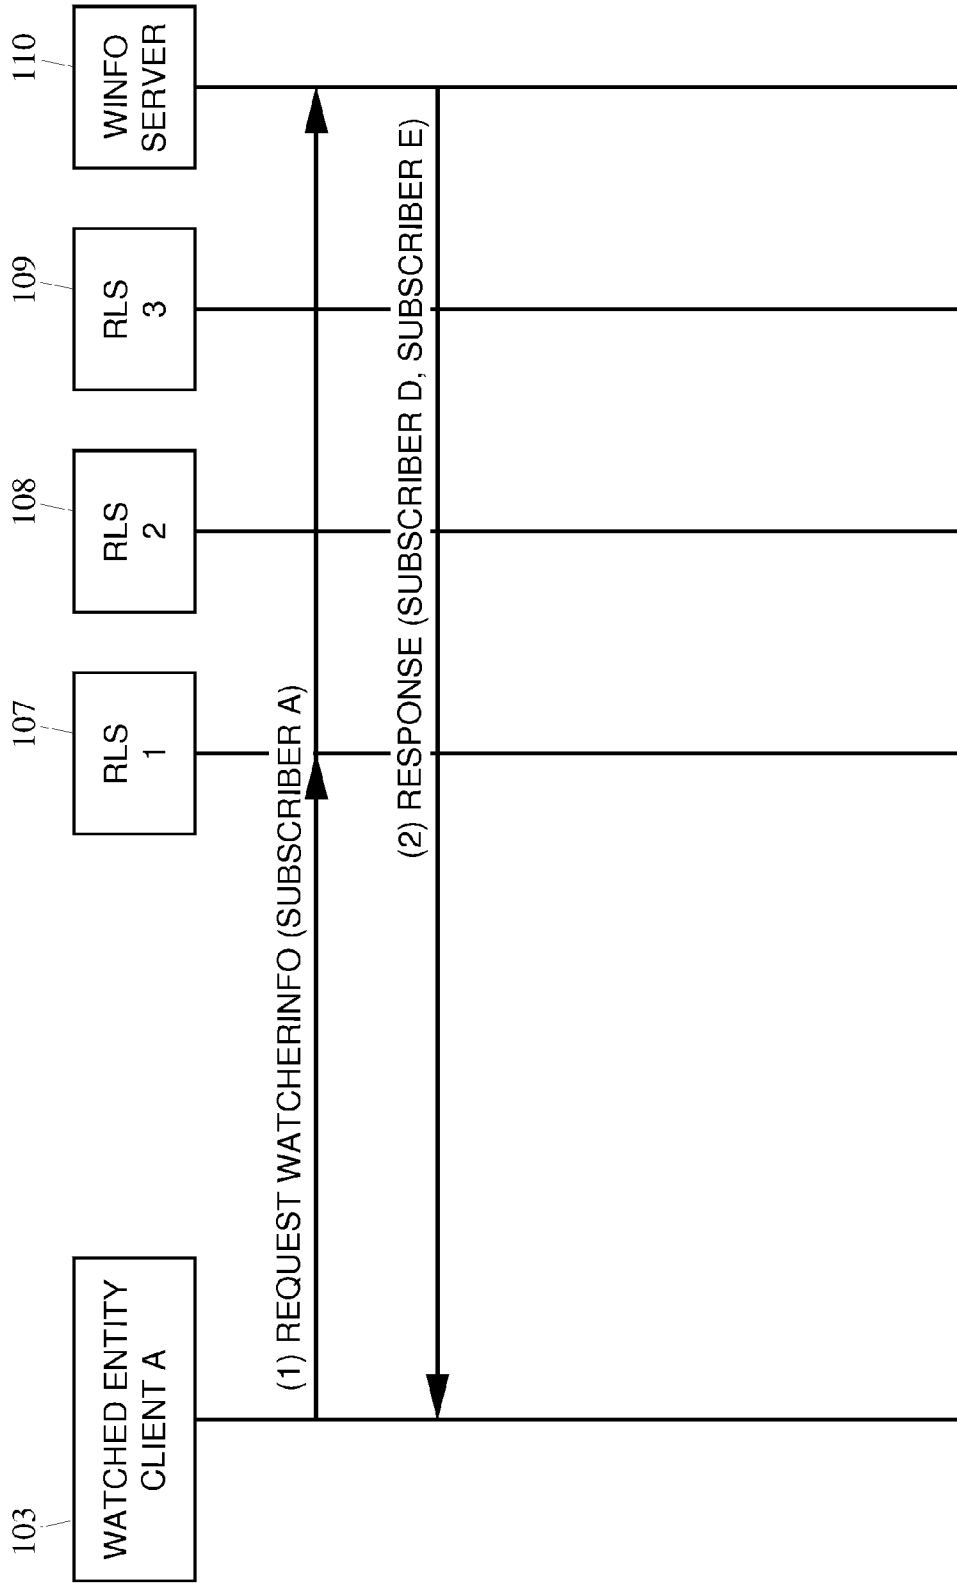 103
WATCHED ENTITY
CLIENT A
107
RLS
1
108
RLS
2
109
RLS
3
110
WINFO
SERVER
(1) REQUEST WATCHERINFO (SUBSCRIBER A)
(2) RESPONSE (SUBSCRIBER D, SUBSCRIBER E)